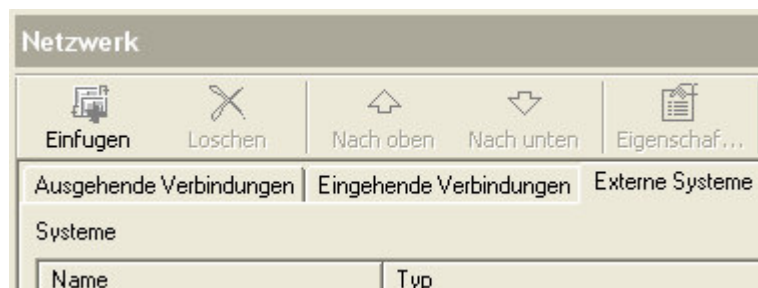 Netzwerk
Einfugen Loschen Nach oben Nach unten Eigenschaf...
Ausgehende Verbindungen Eingehende Verbindungen Externe Systeme
Systeme
Name Typ